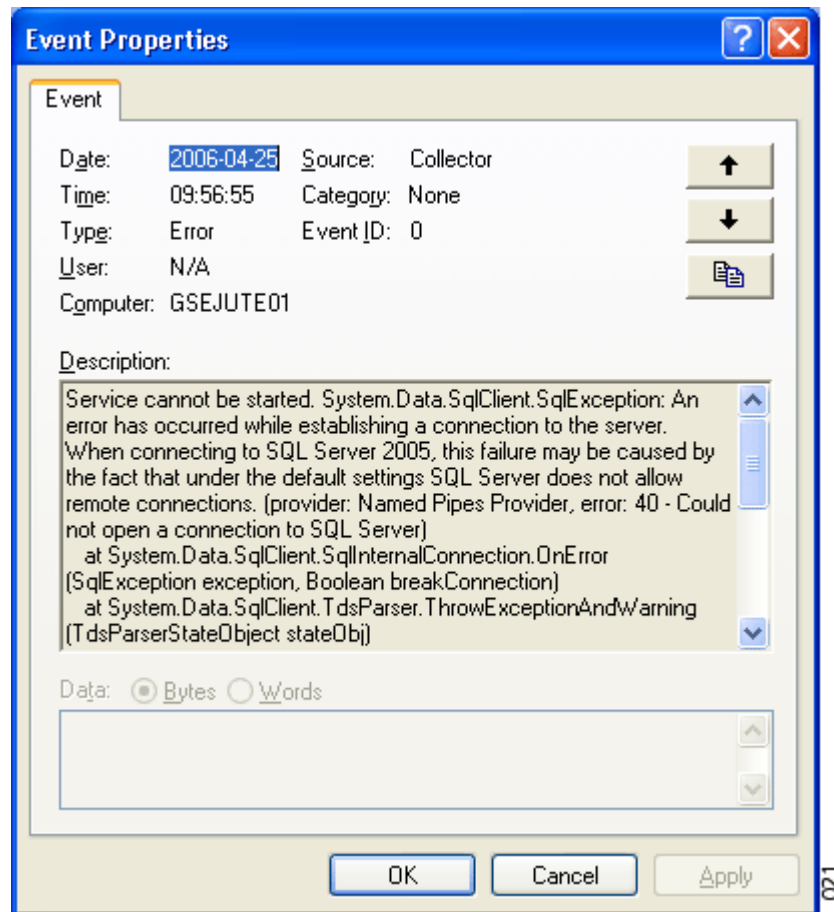 Event Properties
Event
Date: 2006-04-25 Source: Collector
Time: 09:56:55 Category: None
Type: Error Event ID: 0
User: N/A
Computer: GSEJUTE01
Description:
Service cannot be started. System.Data.SqlClient.SqlException: An
error has occurred while establishing a connection to the server.
When connecting to SQL Server 2005, this failure may be caused by
the fact that under the default settings SQL Server does not allow
remote connections. (provider: Named Pipes Provider, error: 40 - Could
not open a connection to SQL Server)
at System.Data.SqlClient.SqlInternalConnection.OnError
(SqlException exception, Boolean breakConnection)
at System.Data.SqlClient.TdsParser.ThrowExceptionAndWarning
(TdsParserStateObject stateObj)
Data: Bytes Words
OK Cancel Apply
021